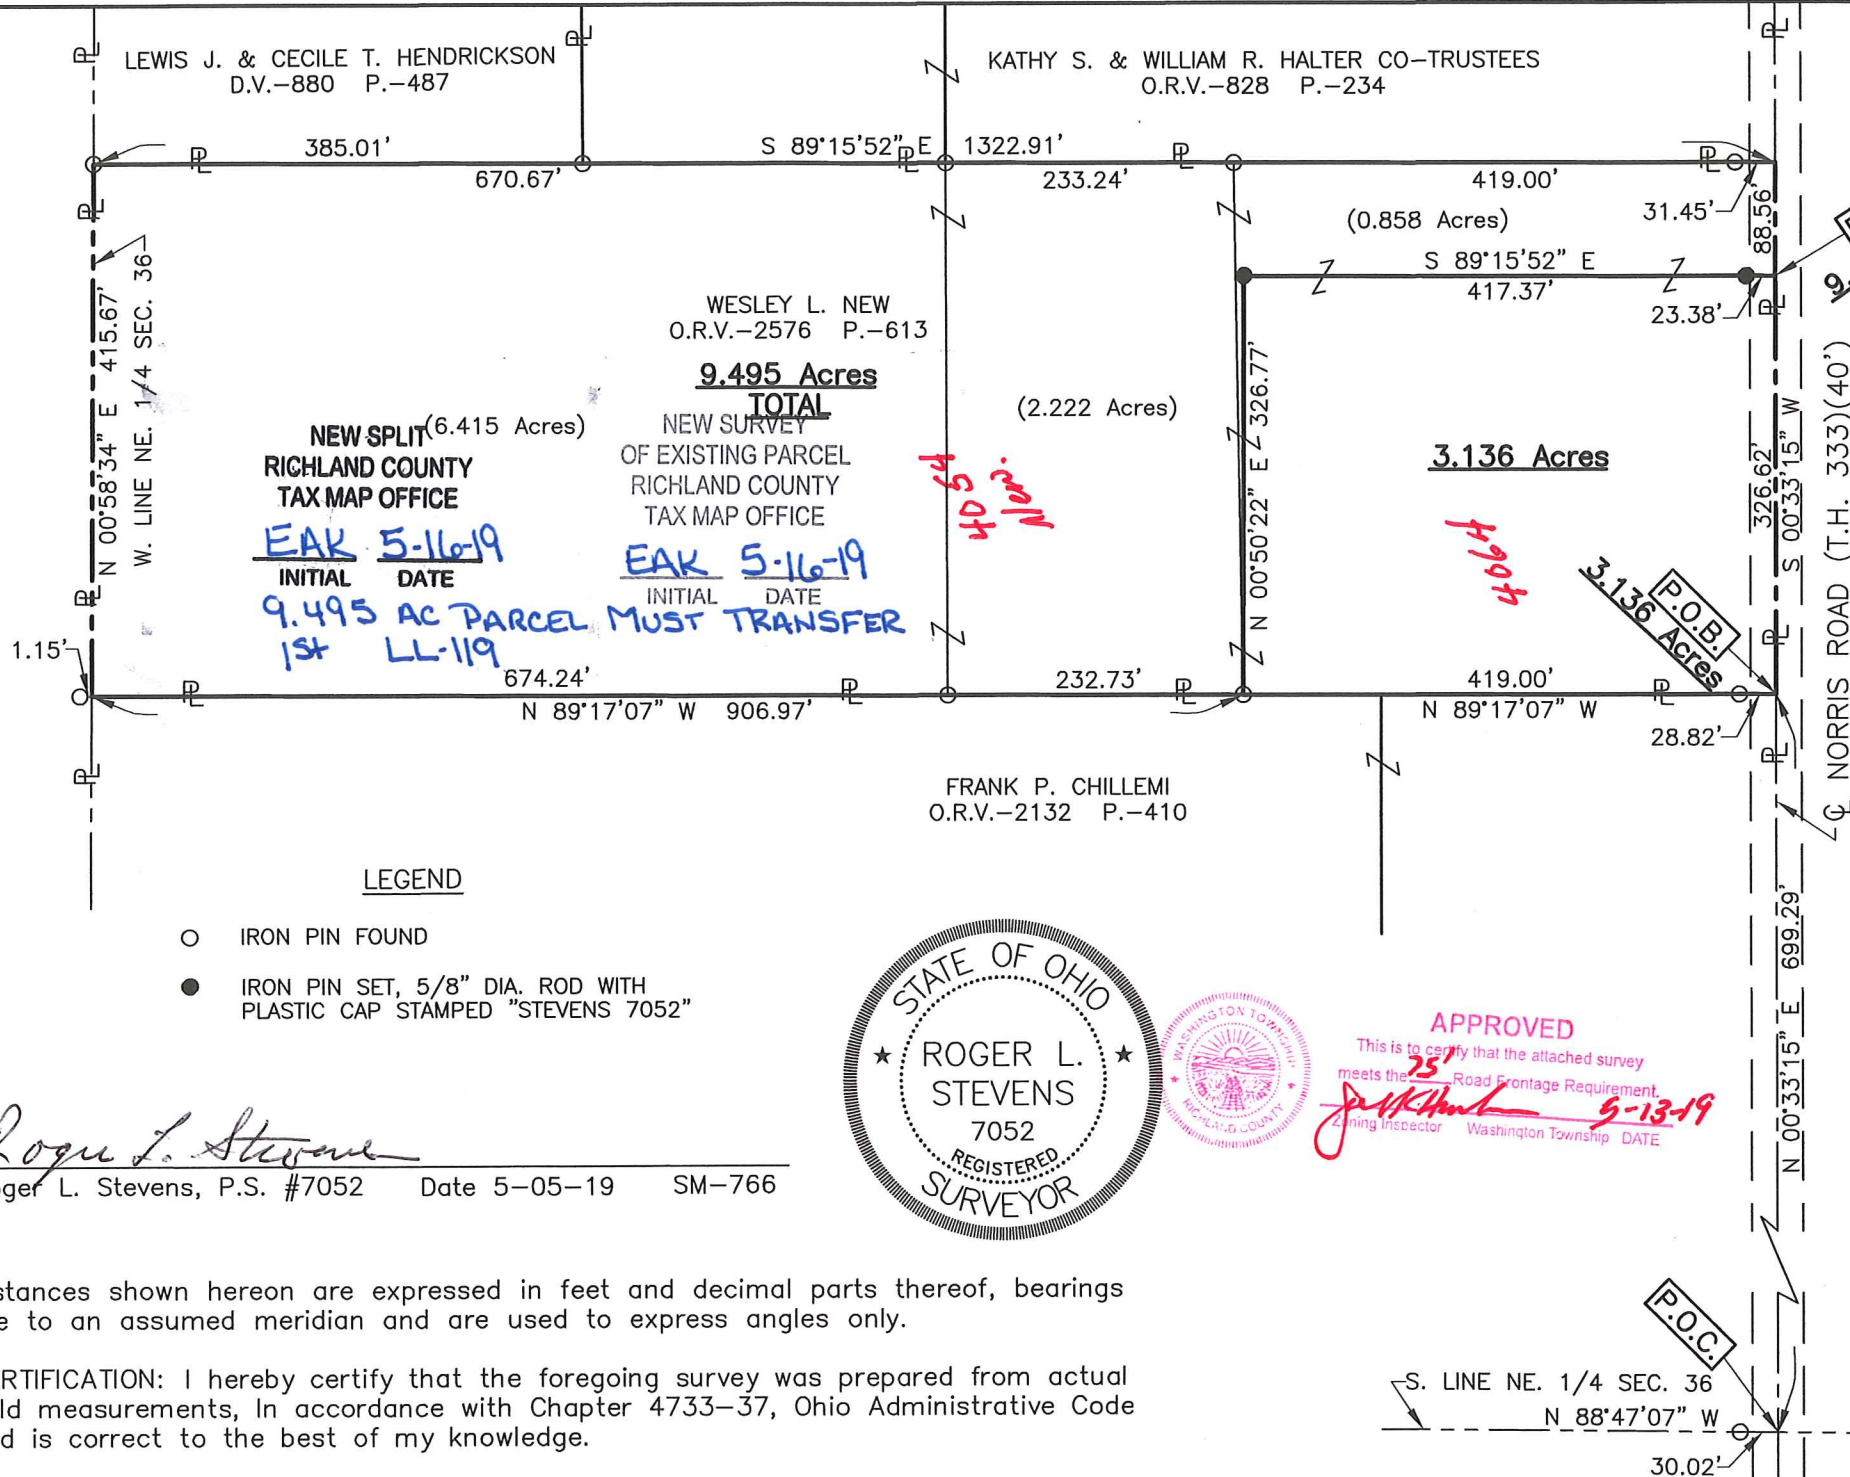 LEWIS J. & CECILE T. HENDRICKSON
D.V.-880 P.-487
KATHY S. & WILLIAM R. HALTER CO-TRUSTEES
O.R.V.-828 P.-234
385.01'
S 89°15'52" E 1322.91'
670.67'
233.24'
419.00'
31.45'
88.56'
(0.858 Acres)
S 89°15'52" E
417.37'
23.38'
N 00°58'34" E 415.67'
W. LINE NE. 1/4 SEC. 36
WESLEY L. NEW
O.R.V.-2576 P.-613
9.495 Acres
TOTAL
(6.415 Acres)
(2.222 Acres)
NEW SPLIT
RICHLAND COUNTY
TAX MAP OFFICE
EAK 5-16-19
INITIAL DATE
NEW SURVEY
OF EXISTING PARCEL
RICHLAND COUNTY
TAX MAP OFFICE
EAK 5-16-19
INITIAL DATE
9.495 AC PARCEL MUST TRANSFER
1st LL-119
N 00°50'22" E 326.77'
3.136 Acres
326.62'
S 00°33'15" W
NORRIS ROAD (T.H. 333)(40')
P.O.B.
3.136 Acres
9.
1.15'
674.24'
232.73'
419.00'
N 89°17'07" W 906.97'
N 89°17'07" W
28.82'
FRANK P. CHILLEMI
O.R.V.-2132 P.-410
N 00°33'15" E 699.29'
LEGEND
IRON PIN FOUND
IRON PIN SET, 5/8" DIA. ROD WITH
PLASTIC CAP STAMPED "STEVENS 7052"
STATE OF OHIO
ROGER L.
STEVENS
7052
REGISTERED
SURVEYOR
WASHINGTON TOWNSHIP
RICHLAND COUNTY
APPROVED
This is to certify that the attached survey
meets the 75' Road Frontage Requirement.
5-13-19
Zoning Inspector Washington Township DATE
Roger L. Stevens
ger L. Stevens, P.S. #7052 Date 5-05-19 SM-766
stances shown hereon are expressed in feet and decimal parts thereof, bearings
e to an assumed meridian and are used to express angles only.
RTIFICATION: I hereby certify that the foregoing survey was prepared from actual
ld measurements, In accordance with Chapter 4733-37, Ohio Administrative Code
d is correct to the best of my knowledge.
P.O.C.
S. LINE NE. 1/4 SEC. 36
N 88°47'07" W
30.02'